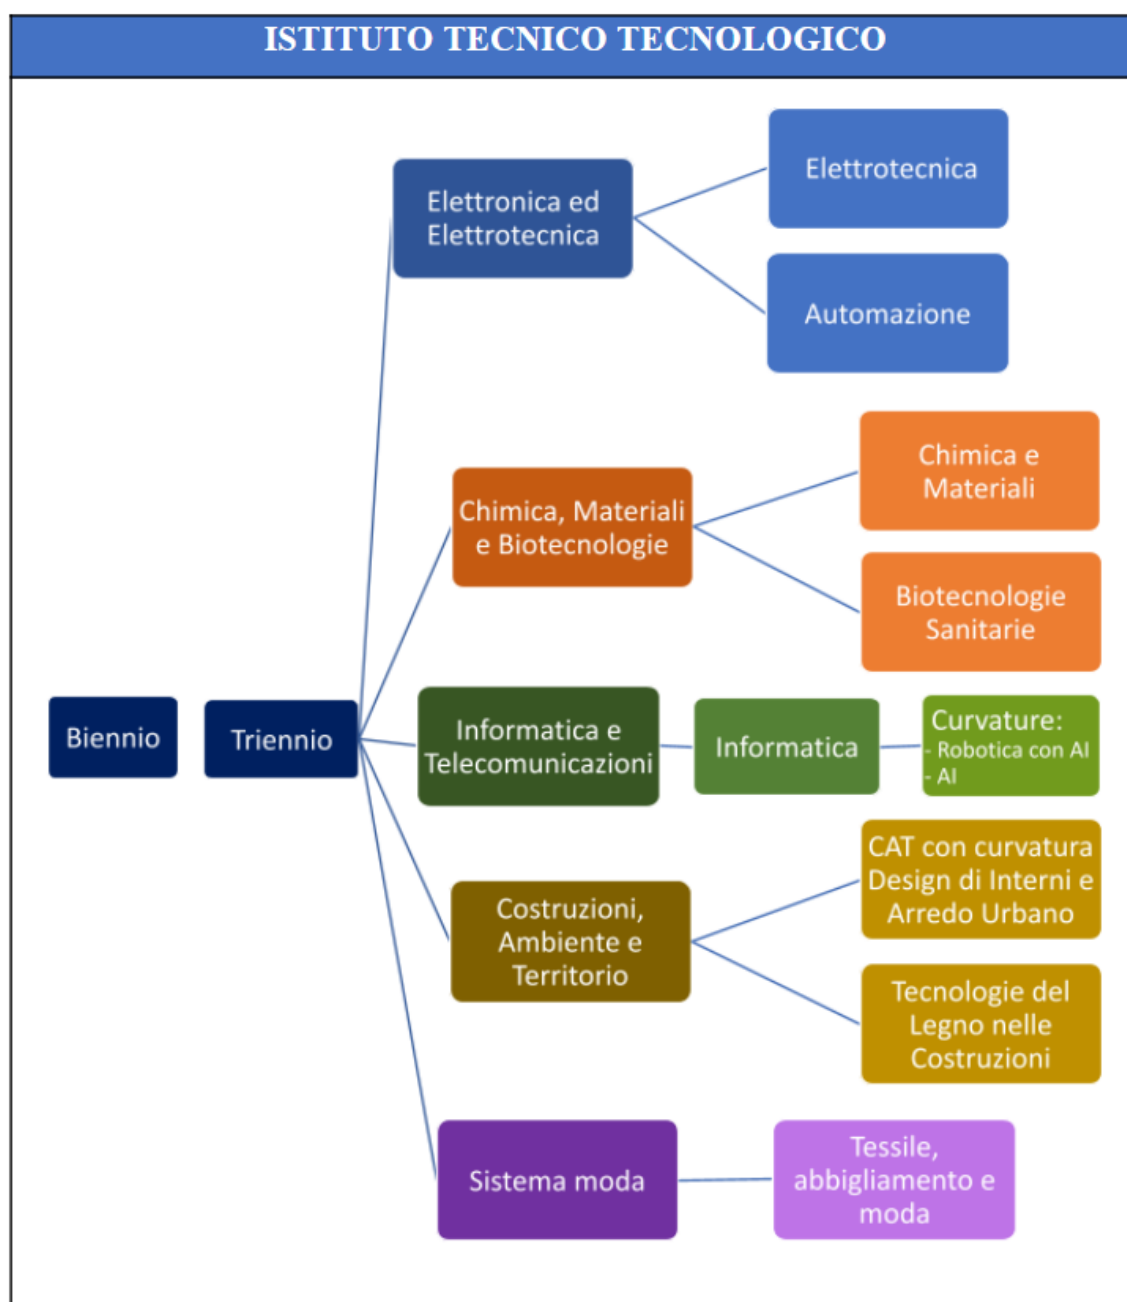 ISTITUTO TECNICO TECNOLOGICO
Biennio
Triennio
Elettronica ed
Elettrotecnica
Elettrotecnica
Automazione
Chimica, Materiali
e Biotecnologie
Chimica e
Materiali
Biotecnologie
Sanitarie
Informatica e
Telecomunicazioni
Informatica
Curvature:
- Robotica con AI
- AI
Costruzioni,
Ambiente e
Territorio
CAT con curvatura
Design di Interni e
Arredo Urbano
Tecnologie del
Legno nelle
Costruzioni
Sistema moda
Tessile,
abbigliamento e
moda